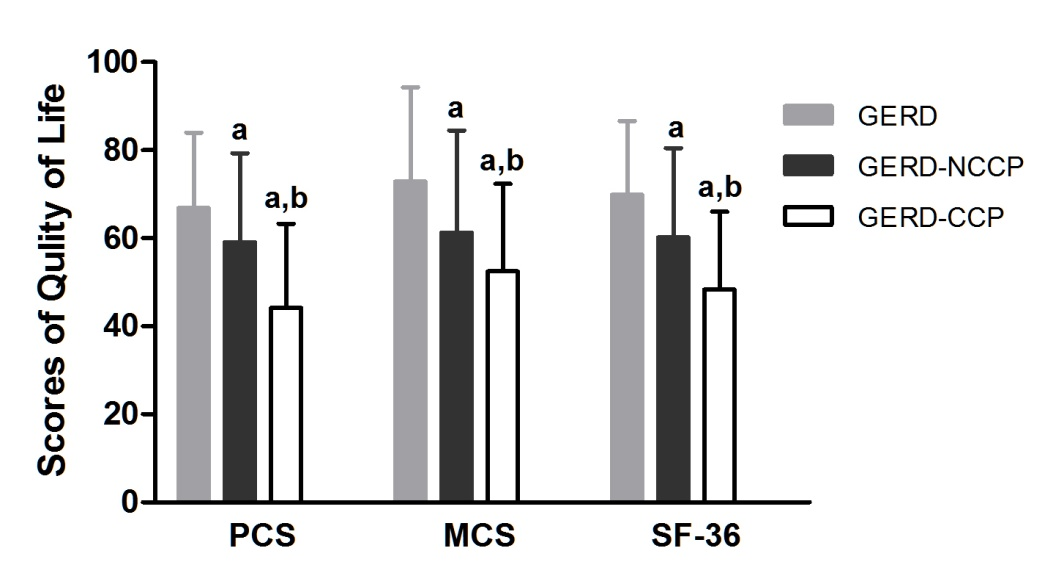 Scores of Qulity of Life
100
80
60
40
20
0
a
a,b
a
a,b
a
a,b
PCS
MCS
SF-36
GERD
GERD-NCCP
GERD-CCP